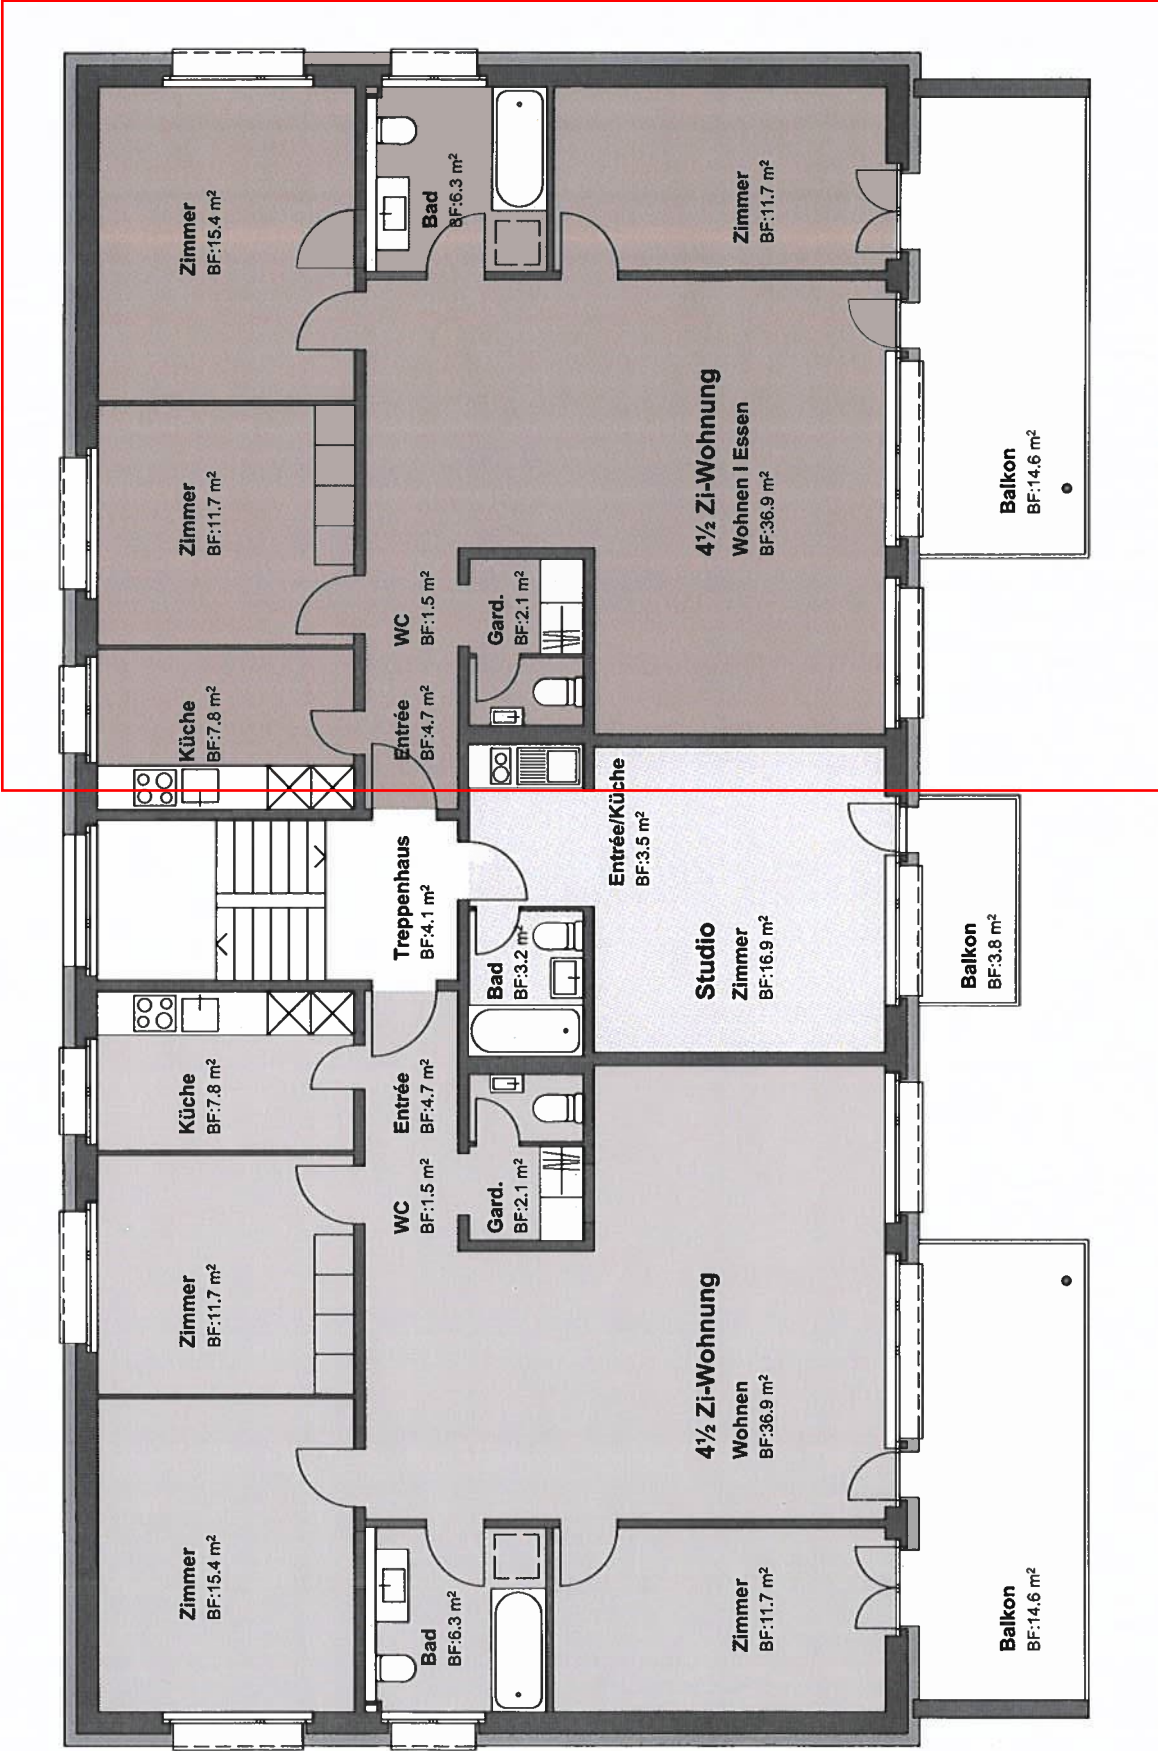 Zimmer
BF:15.4 m²
Bad
BF:6.3 m²
Zimmer
BF:11.7 m²
Zimmer
BF:11.7 m²
4½ Zi-Wohnung
Wohnen I Essen
BF:36.9 m²
Balkon
BF:14.6 m²
WC
BF:1.5 m²
Gard.
BF:2.1 m²
Küche
BF:7.8 m²
Entrée
BF:4.7 m²
Entrée/Küche
BF:3.5 m²
Treppenhaus
BF:4.1 m²
Bad
BF:3.2 m²
Studio
Zimmer
BF:16.9 m²
Balkon
BF:3.8 m²
Küche
BF:7.8 m²
Entrée
BF:4.7 m²
WC
BF:1.5 m²
Gard.
BF:2.1 m²
Zimmer
BF:11.7 m²
4½ Zi-Wohnung
Wohnen
BF:36.9 m²
Zimmer
BF:15.4 m²
Bad
BF:6.3 m²
Zimmer
BF:11.7 m²
Balkon
BF:14.6 m²